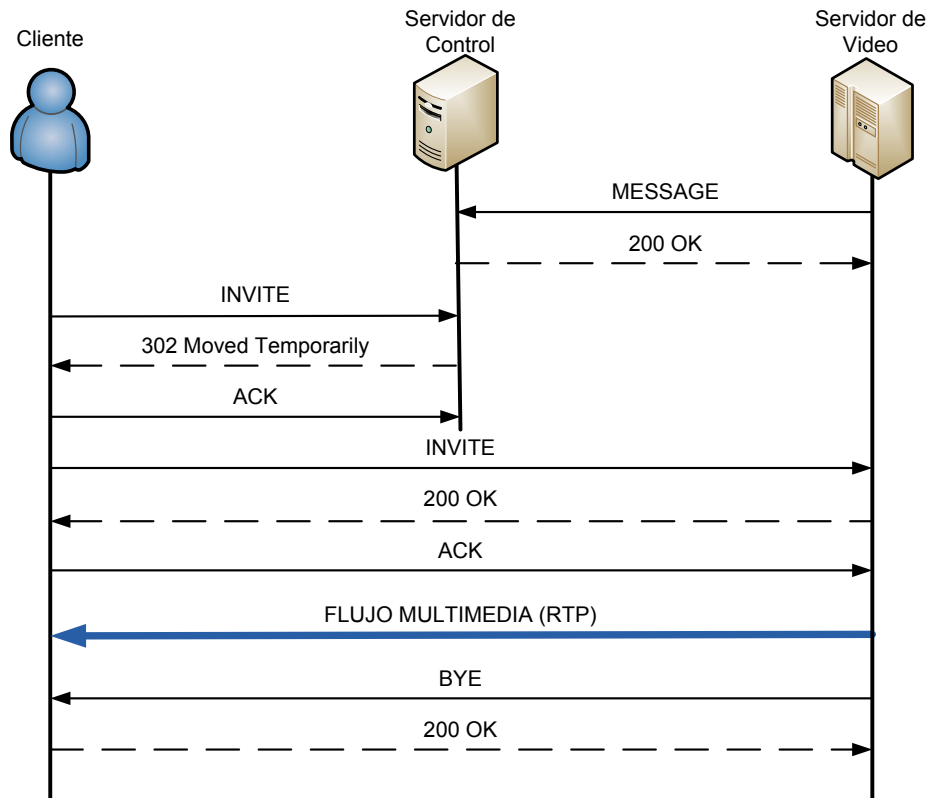 Cliente
Servidor de
Control
Servidor de
Video
MESSAGE
200 OK
INVITE
302 Moved Temporarily
ACK
INVITE
200 OK
ACK
FLUJO MULTIMEDIA (RTP)
BYE
200 OK